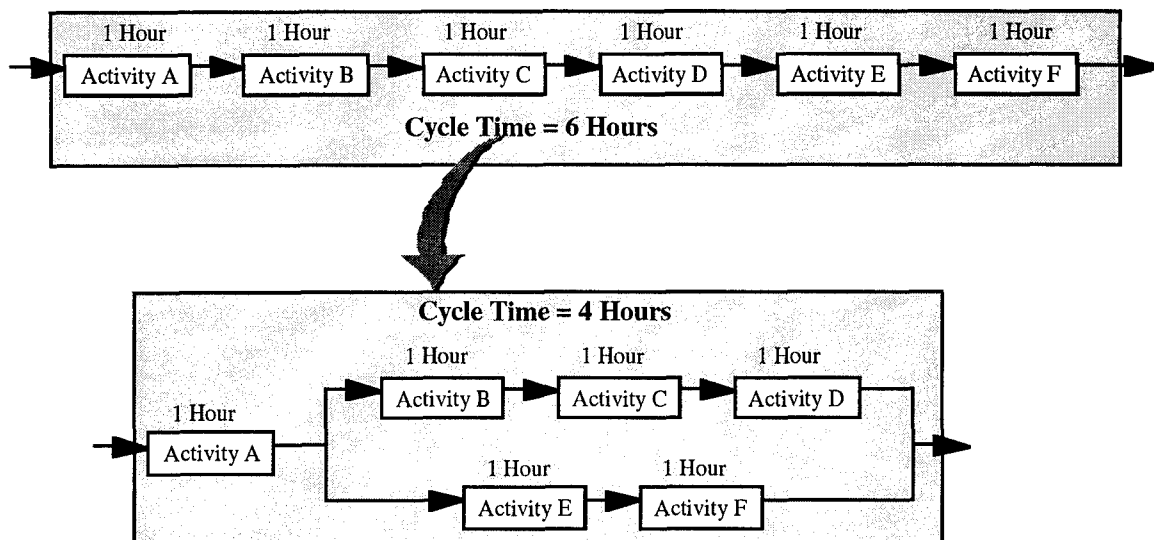 1 Hour 1 Hour 1 Hour 1 Hour 1 Hour 1 Hour
Activity A Activity B Activity C Activity D Activity E Activity F
Cycle Time = 6 Hours
Cycle Time = 4 Hours
1 Hour 1 Hour 1 Hour
Activity B Activity C Activity D
1 Hour
Activity A
1 Hour 1 Hour
Activity E Activity F